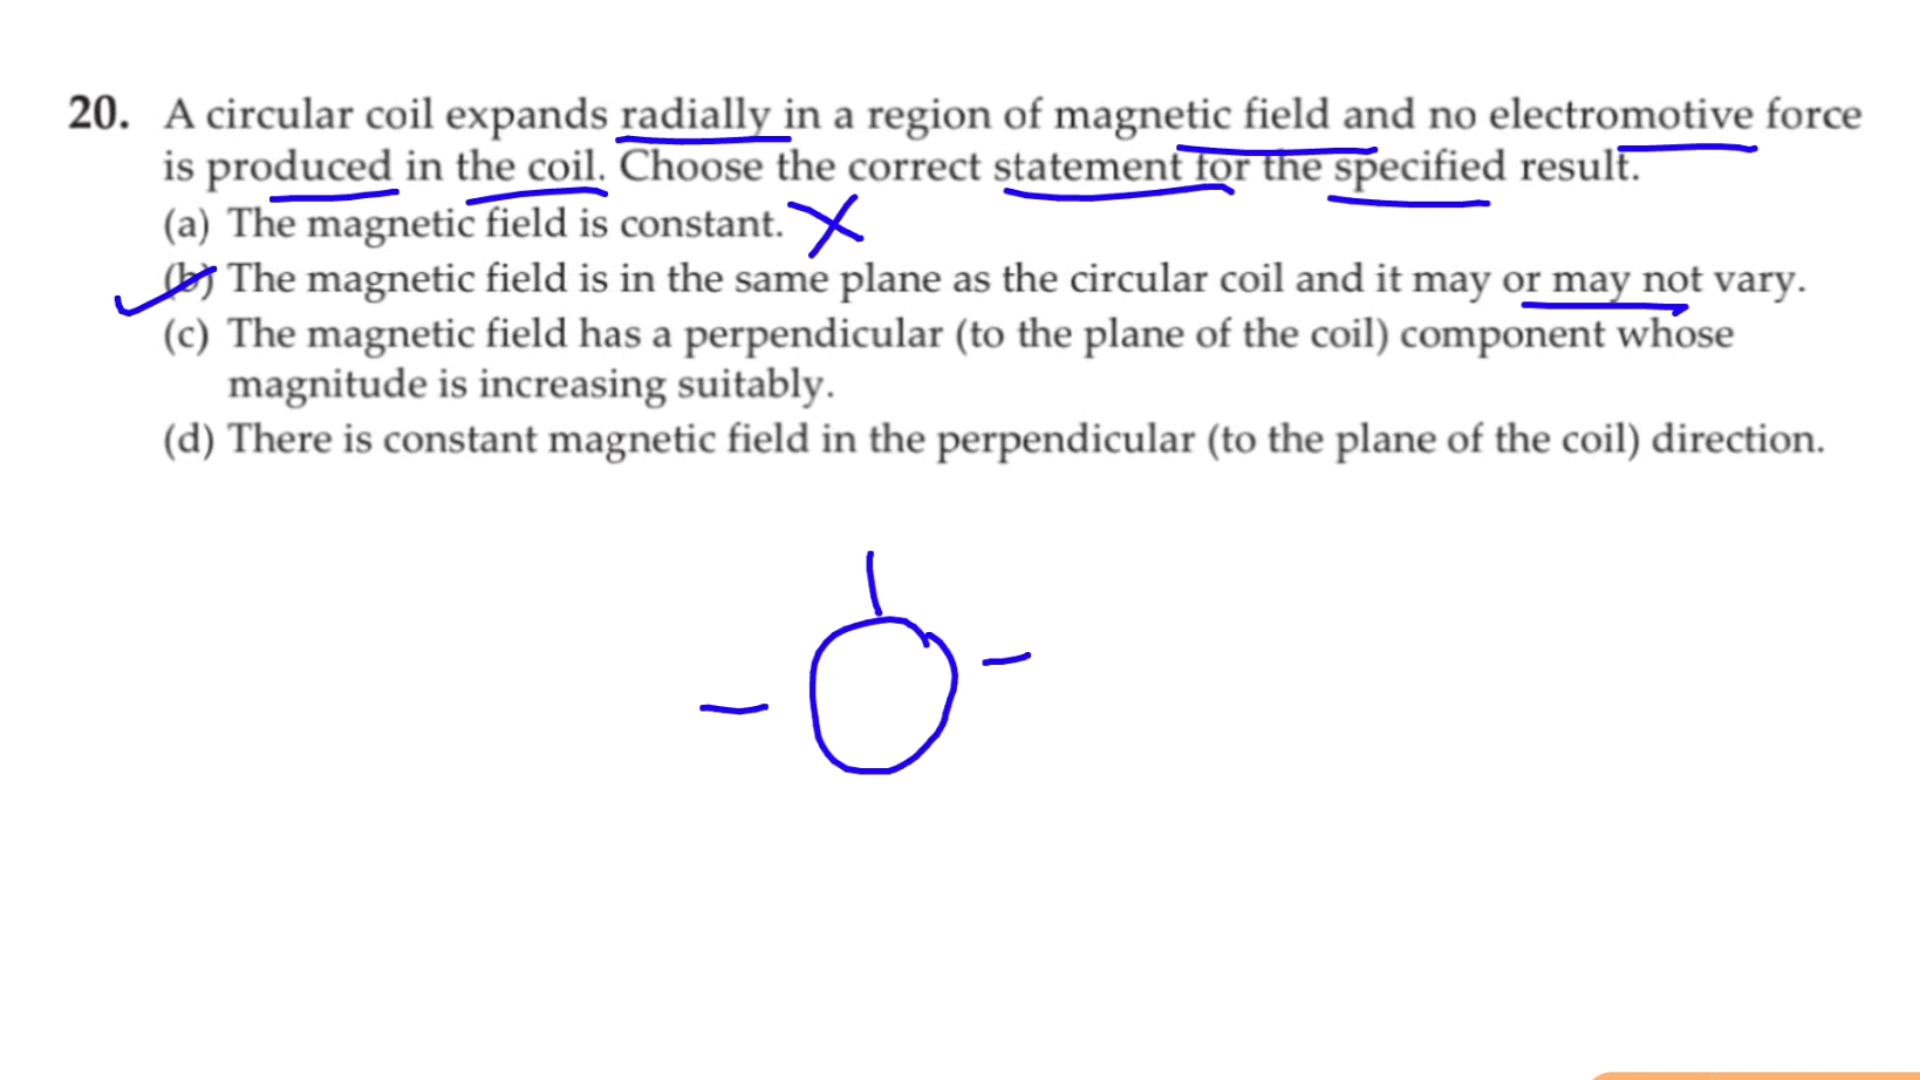 20. A circular coil expands radially in a region of magnetic field and no electromotive force
is produced in the coil. Choose the correct statement for the specified result.
(a) The magnetic field is constant.
(b) The magnetic field is in the same plane as the circular coil and it may or may not vary.
(c) The magnetic field has a perpendicular (to the plane of the coil) component whose
magnitude is increasing suitably.
(d) There is constant magnetic field in the perpendicular (to the plane of the coil) direction.